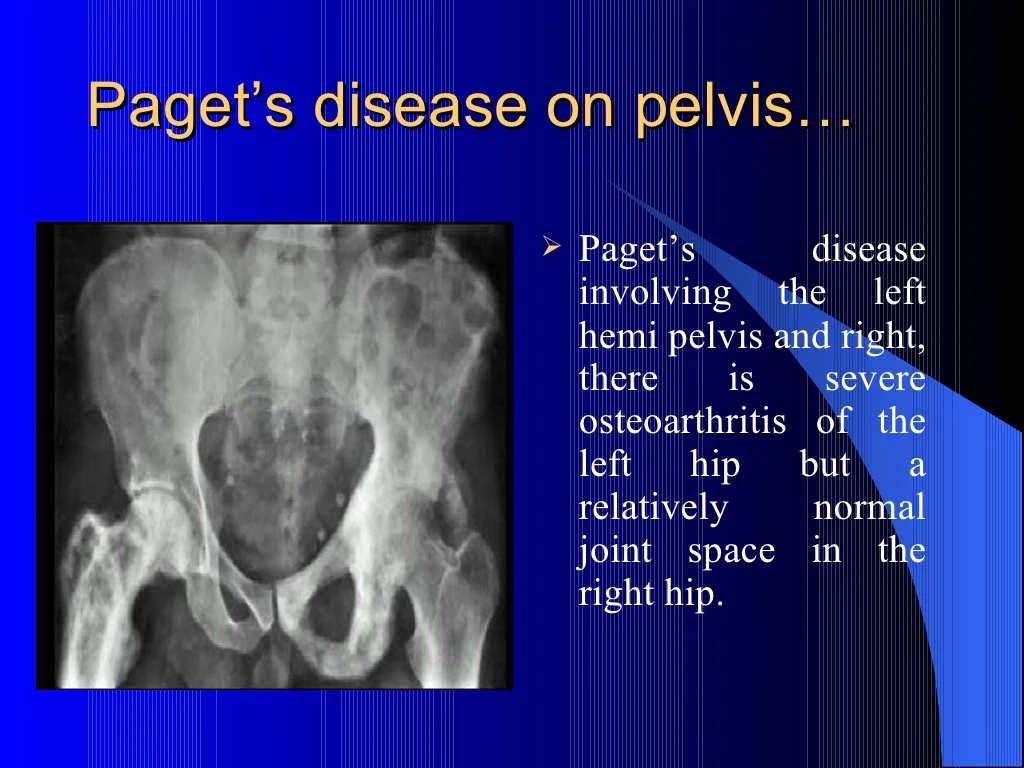 Paget’s disease on pelvis…
Paget’s disease
involving the left
hemi pelvis and right,
there is severe
osteoarthritis of the
left hip but a
relatively normal
joint space in the
right hip.